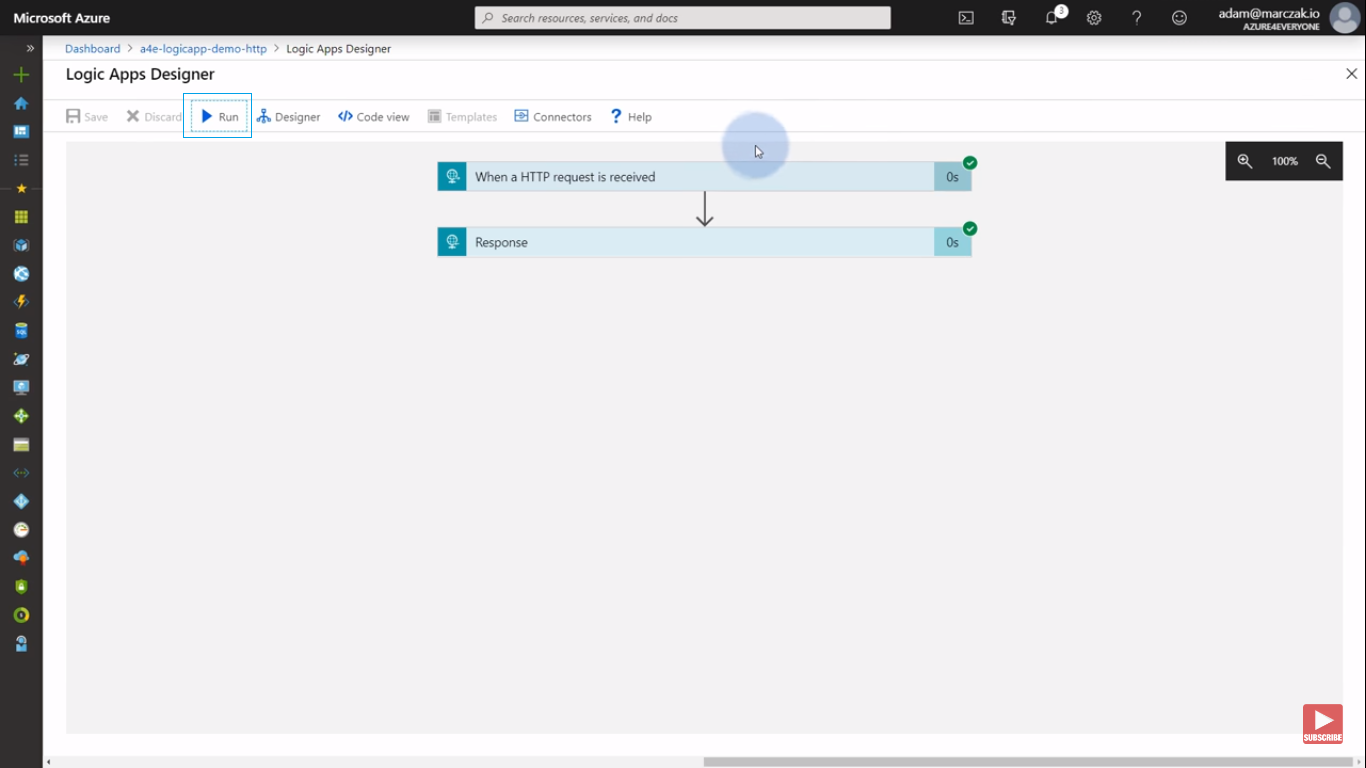 Microsoft Azure
Search resources, services, and docs
3
adam@marczak.io
AZURE4EVERYONE
» Dashboard > a4e-logicapp-demo-http > Logic Apps Designer
Logic Apps Designer
Save Discard Run Designer Code view Templates Connectors Help
When a HTTP request is received 0s
100%
Response 0s
SUBSCRIBE